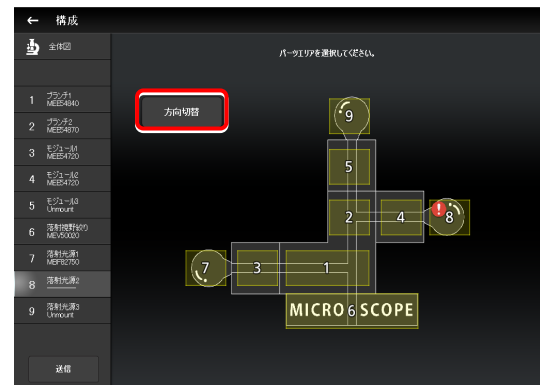 ← 構成
全体図
パーツエリアを選択してください。
1 ブランチ1
MEE54840
2 ブランチ2
MEE54870
3 モジュール1
MEE54720
4 モジュール2
MEE54720
5 モジュール3
Unmount
6 落射視野絞り
MEV50020
7 落射光源1
MBF82750
8 落射光源2
9 落射光源3
Unmount
送信
方向切替
9
5
2
4
8
7
3
1
MICRO 6 SCOPE